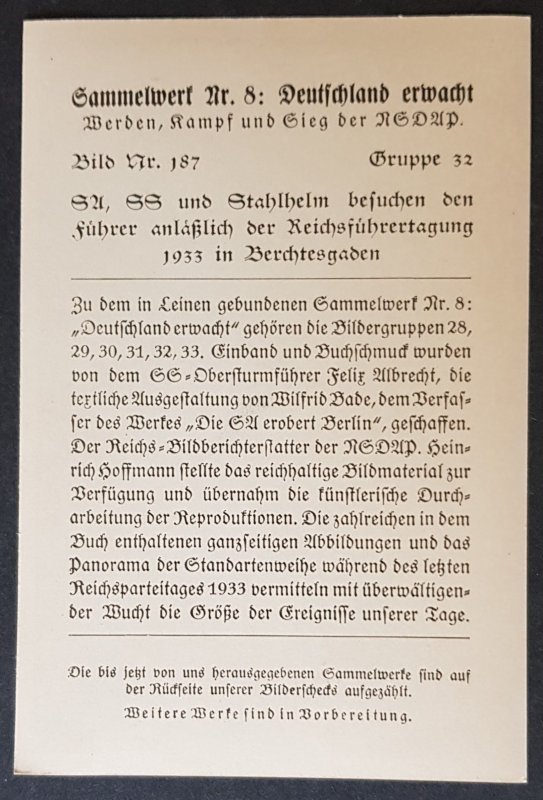 Sammelwerk Nr. 8: Deutschland erwacht
Werden, Kampf und Sieg der NSDAP.
Bild Nr. 187 Gruppe 32
SA, SS und Stahlhelm besuchen den
Führer anläßlich der Reichsführertagung
1933 in Berchtesgaden
Zu dem in Leinen gebundenen Sammelwerk Nr. 8:
„Deutschland erwacht“ gehören die Bildergruppen 28,
29, 30, 31, 32, 33. Einband und Buchschmuck wurden
von dem SS-Obersturmführer Felix Albrecht, die
textliche Ausgestaltung von Wilfrid Bade, dem Verfas-
ser des Werkes „Die SA erobert Berlin“, geschaffen.
Der Reichs-Bildberichterstatter der NSDAP. Hein-
rich Hoffmann stellte das reichhaltige Bildmaterial zur
Verfügung und übernahm die künstlerische Durch-
arbeitung der Reproduktionen. Die zahlreichen in dem
Buch enthaltenen ganzseitigen Abbildungen und das
Panorama der Standartenweihe während des letzten
Reichsparteitages 1933 vermitteln mit überwältigen-
der Wucht die Größe der Ereignisse unserer Tage.
Die bis jetzt von uns herausgegebenen Sammelwerke sind auf
der Rückseite unserer Bilderschecks aufgezählt.
Weitere Werke sind in Vorbereitung.